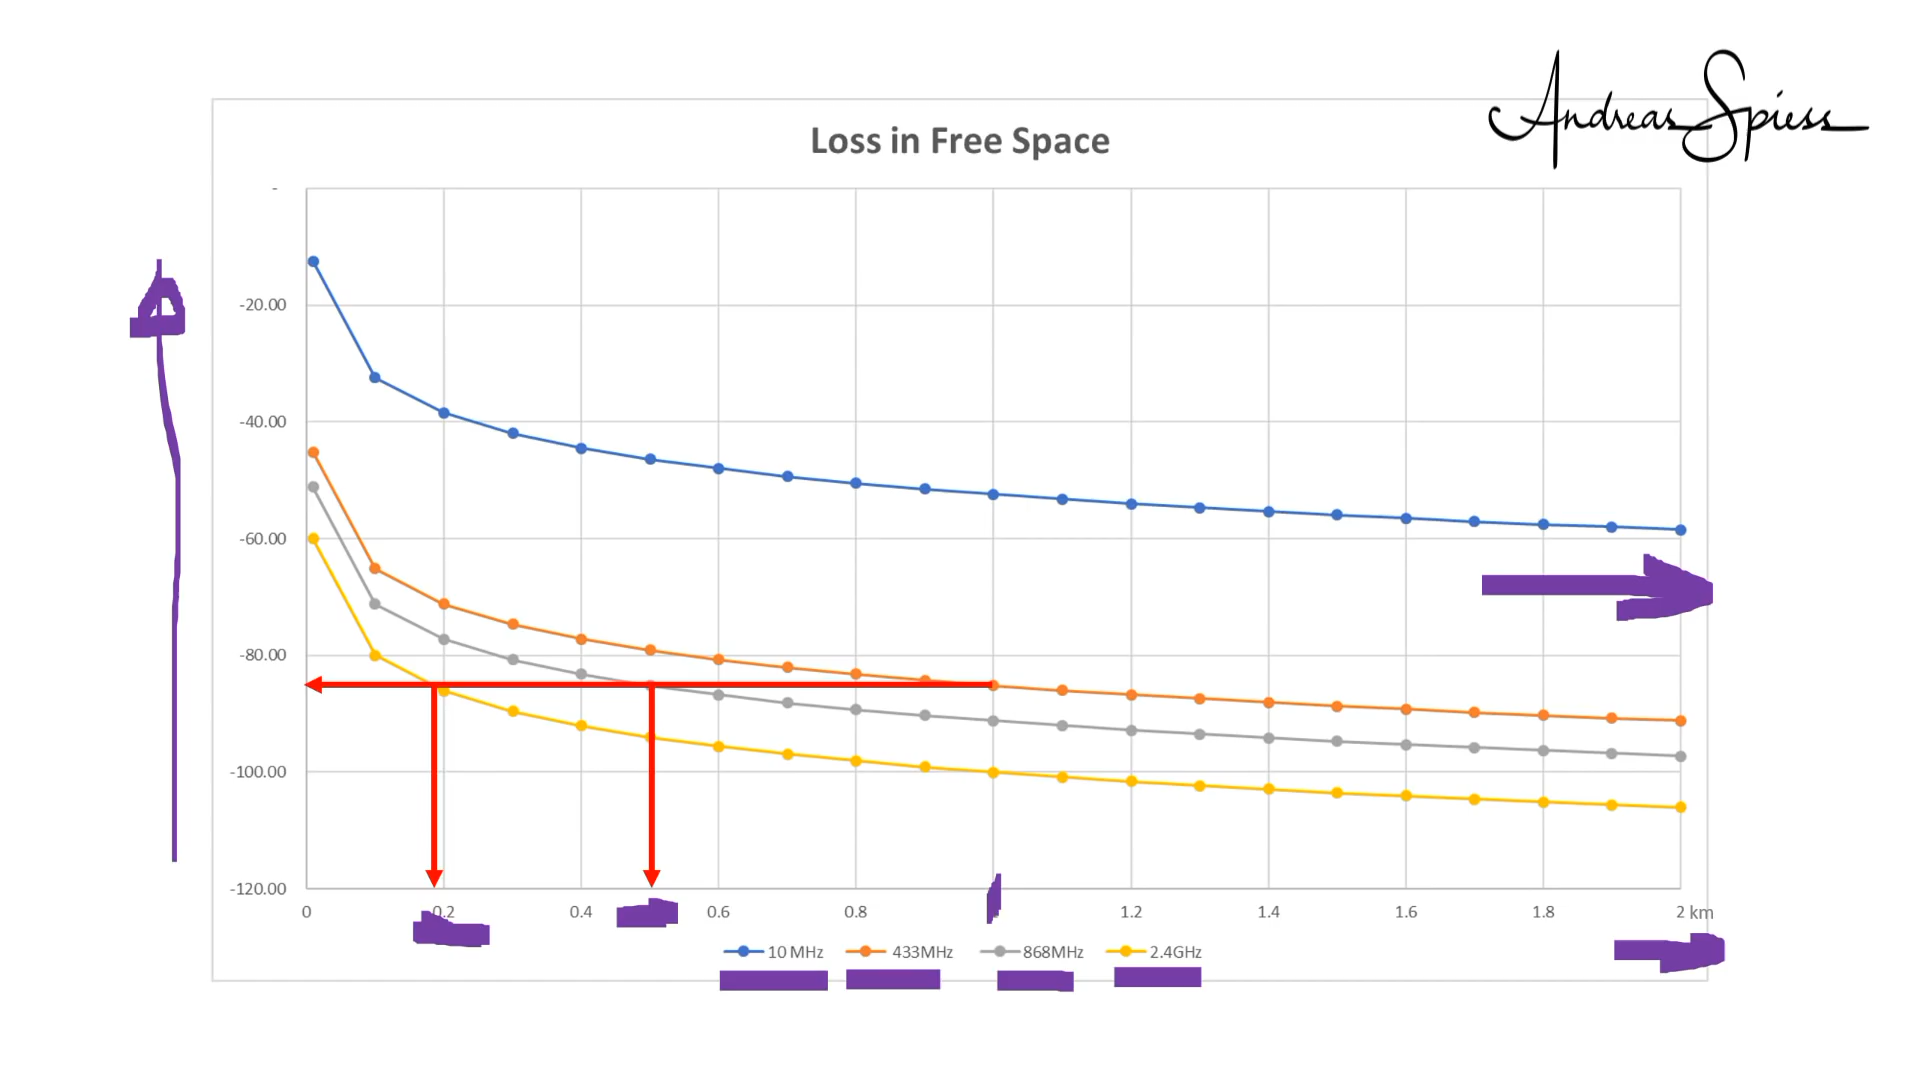 Andreas Spiess
Loss in Free Space
-
-20.00
-40.00
-60.00
-80.00
-100.00
-120.00
0 0.2 0.4 0.6 0.8 1.2 1.4 1.6 1.8 2 km
10 MHz 433MHz 868MHz 2.4GHz